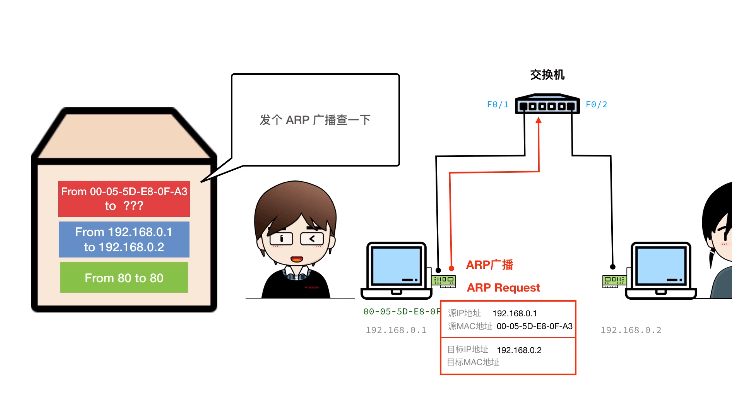 交换机
F0/1
F0/2
发个 ARP 广播查一下
From 00-05-5D-E8-0F-A3
to ???
From 192.168.0.1
to 192.168.0.2
From 80 to 80
ARP广播
ARP Request
00-05-5D-E8-0F
192.168.0.1
源IP地址 192.168.0.1
源MAC地址 00-05-5D-E8-0F-A3
目标IP地址 192.168.0.2
目标MAC地址
192.168.0.2